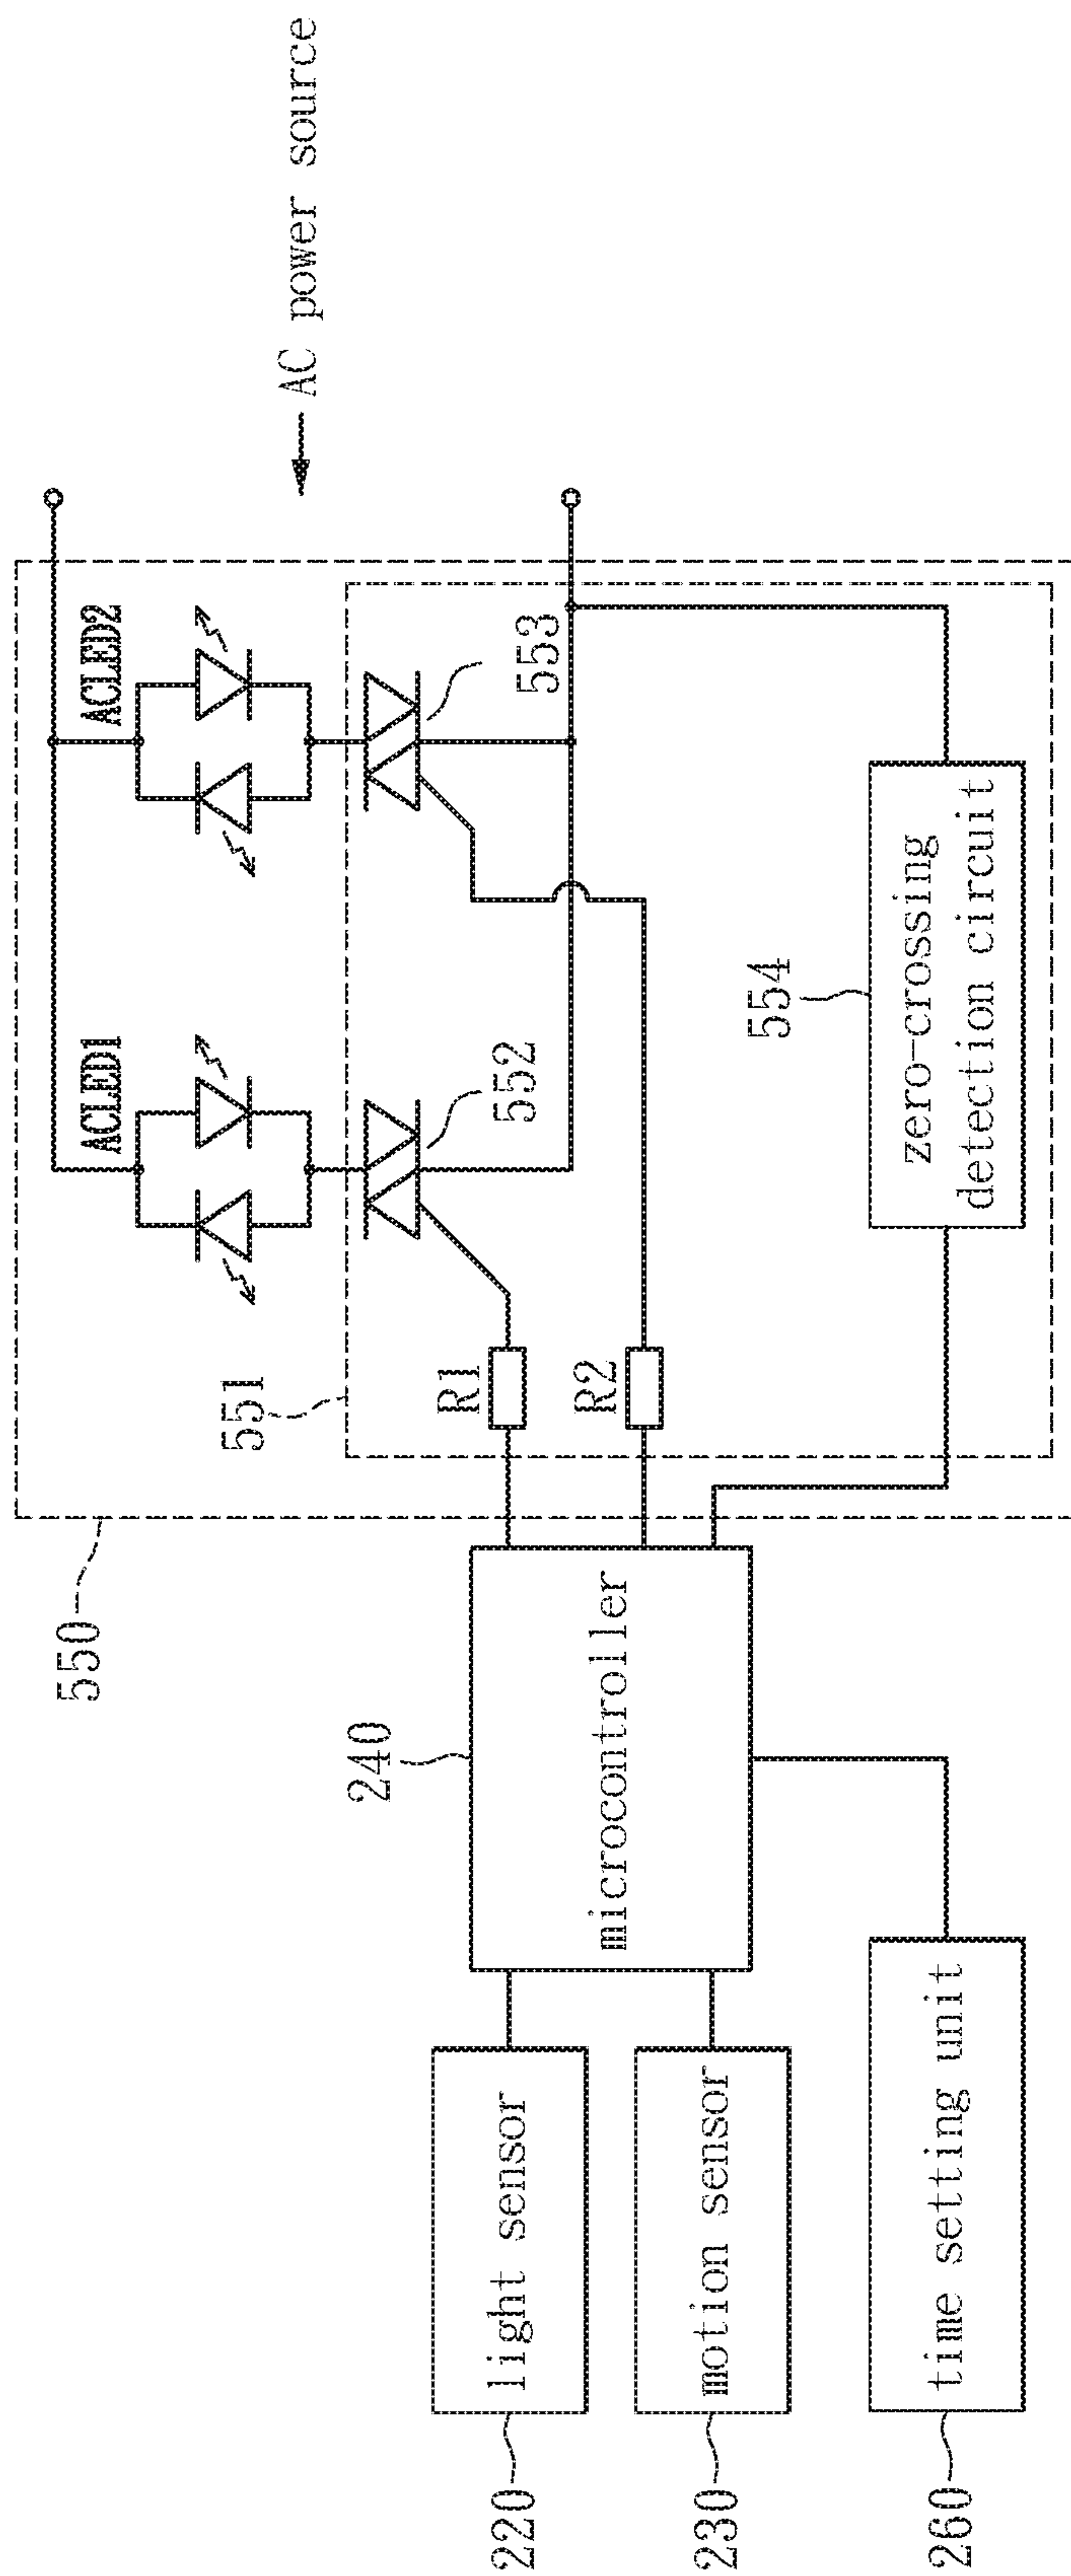 550
ACLED1
ACLED2
AC power source
551
240
R1
552
553
220
light sensor
microcontroller
R2
230
motion sensor
554
zero-crossing
detection circuit
260
time setting unit